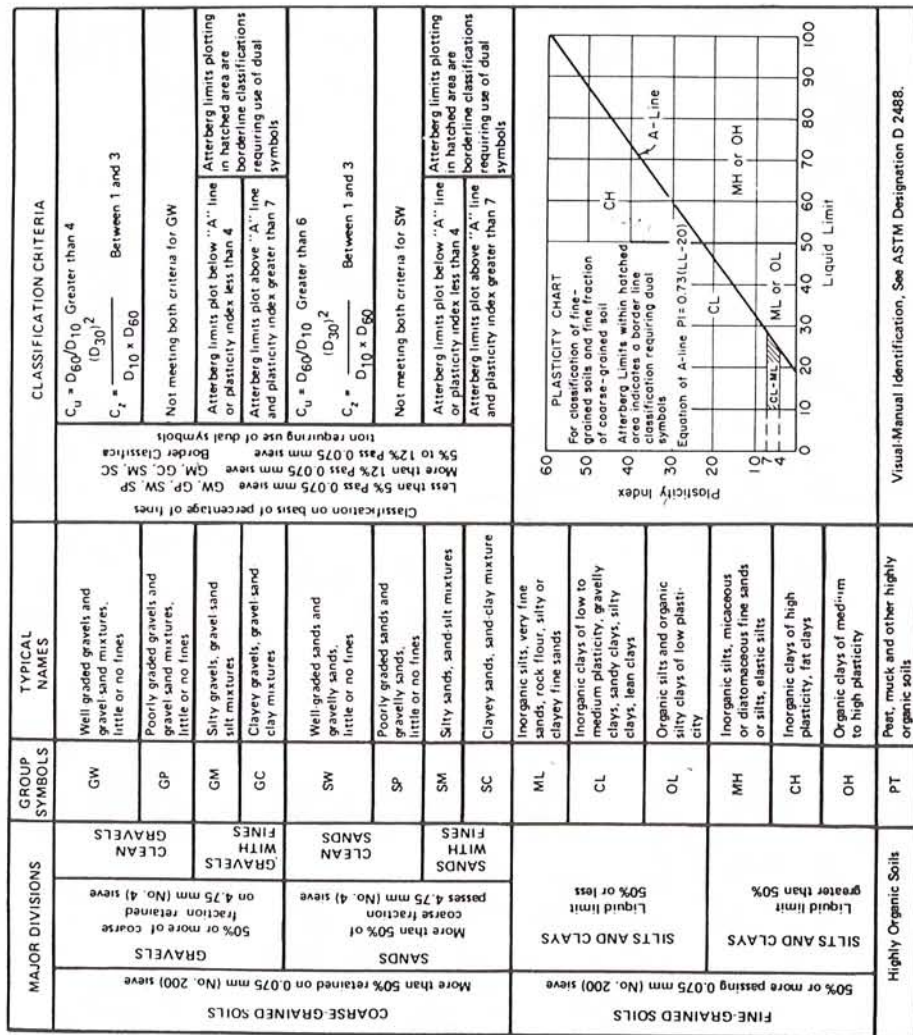 MAJOR DIVISIONS
GROUP
SYMBOLS
TYPICAL
NAMES
CLASSIFICATION CRITERIA
COARSE-GRAINED SOILS
More than 50% retained on 0.075 mm (No. 200) sieve
GRAVELS
50% or more of coarse
fraction retained
on 4.75 mm (No. 4) sieve
CLEAN
GRAVELS
GW
Well graded gravels and
gravel-sand mixtures,
little or no fines
GP
Poorly graded gravels and
gravel sand mixtures,
little or no fines
GRAVELS
WITH
FINES
GM
Silty gravels, gravel-sand
silt mixtures
GC
Clayey gravels, gravel-sand
clay mixtures
SANDS
More than 50% of
coarse fraction
passes 4.75 mm (No. 4) sieve
CLEAN
SANDS
SW
Well-graded sands and
gravelly sands,
little or no fines
SP
Poorly graded sands and
gravelly sands,
little or no fines
SANDS
WITH
FINES
SM
Silty sands, sand-silt mixtures
SC
Clayey sands, sand-clay mixture
Classification on basis of percentage of fines
Less than 5% Pass 0.075 mm sieve GW, GP, SW, SP
More than 12% Pass 0.075 mm sieve GM, GC, SM, SC
5% to 12% Pass 0.075 mm sieve Border Classifica
tion requiring use of dual symbols
Cu = D60/D10 Greater than 4
Cz = (D30)² / D10 x D60 Between 1 and 3
Not meeting both criteria for GW
Atterberg limits plot below "A" line
or plasticity index less than 4
Atterberg limits plot above "A" line
and plasticity index greater than 7
Atterberg limits plotting
in hatched area are
borderline classifications
requiring use of dual
symbols
Cu = D60/D10 Greater than 6
Cz = (D30)² / D10 x D60 Between 1 and 3
Not meeting both criteria for SW
Atterberg limits plot below "A" line
or plasticity index less than 4
Atterberg limits plot above "A" line
and plasticity index greater than 7
Atterberg limits plotting
in hatched area are
borderline classifications
requiring use of dual
symbols
FINE-GRAINED SOILS
50% or more passing 0.075 mm (No. 200) sieve
SILTS AND CLAYS
Liquid limit
50% or less
ML
Inorganic silts, very fine
sands, rock flour, silty or
clayey fine sands
CL
Inorganic clays of low to
medium plasticity, gravelly
clays, sandy clays, silty
clays, lean clays
OL
Organic silts and organic
silty clays of low plasti-
city
SILTS AND CLAYS
Liquid limit
greater than 50%
MH
Inorganic silts, micaceous
or diatomaceous fine sands
or silts, elastic silts
CH
Inorganic clays of high
plasticity, fat clays
OH
Organic clays of medium
to high plasticity
PLASTICITY CHART
For classification of fine-
grained soils and fine fraction
of coarse-grained soil
Atterberg Limits within hatched
area indicates a border line
classification requiring dual
symbols
Equation of A-line PI=0.73(LL-20)
Plasticity Index
60
50
40
30
20
10
7
4
0
CH
A-Line
CL
MH or OH
CL-ML
ML or OL
0 10 20 30 40 50 60 70 80 90 100
Liquid Limit
Highly Organic Soils
PT
Peat, muck and other highly
organic soils
Visual-Manual Identification, See ASTM Designation D 2488.